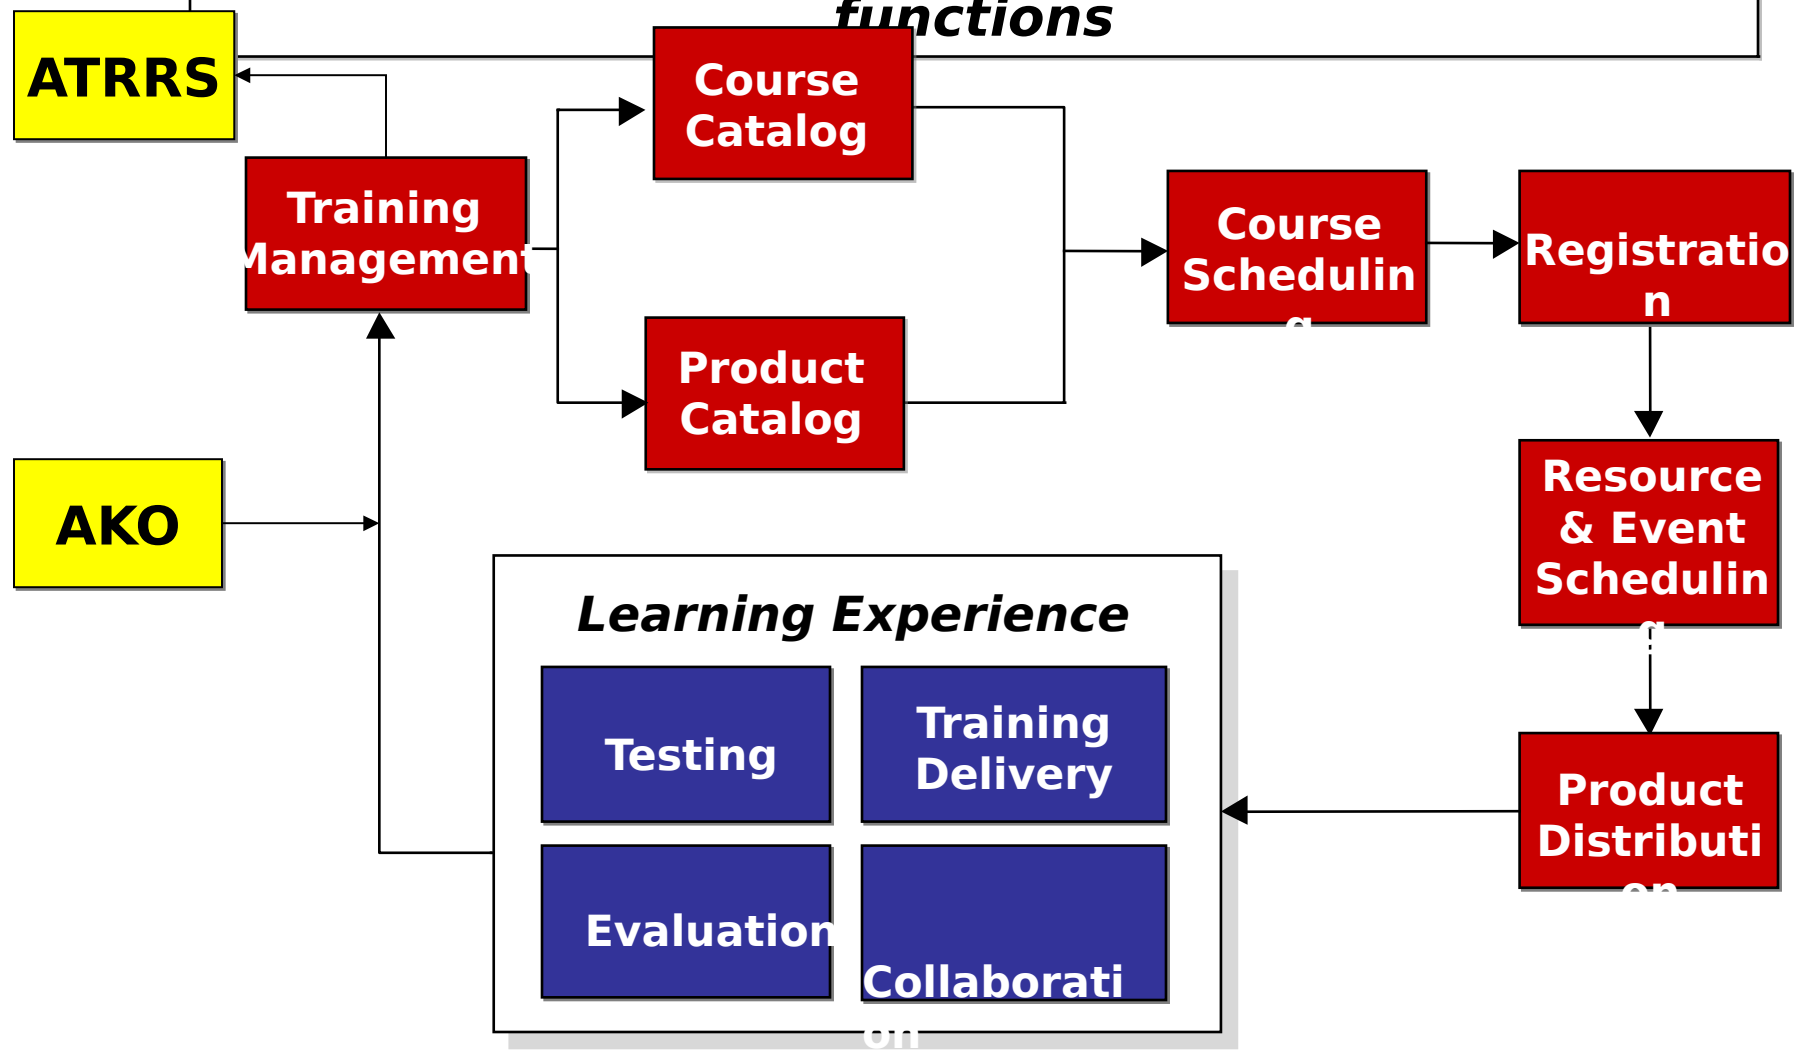 functions
ATRRS
Course
Catalog
Training
Management
Course
Schedulin
g
Registratio
n
Product
Catalog
Resource
& Event
Schedulin
g
AKO
Learning Experience
Testing
Training
Delivery
Product
Distributi
on
Evaluation
Collaborati
on